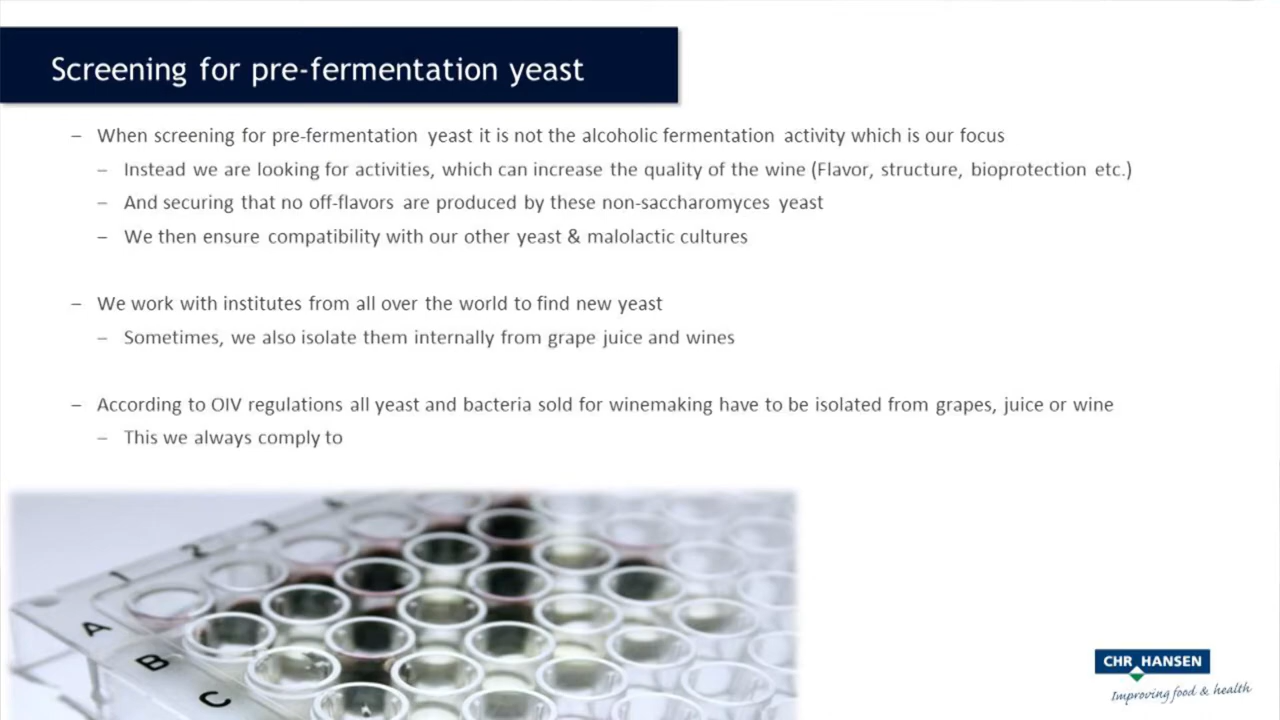 Screening for pre-fermentation yeast
– When screening for pre-fermentation yeast it is not the alcoholic fermentation activity which is our focus
– Instead we are looking for activities, which can increase the quality of the wine (Flavor, structure, bioprotection etc.)
– And securing that no off-flavors are produced by these non-saccharomyces yeast
– We then ensure compatibility with our other yeast & malolactic cultures
– We work with institutes from all over the world to find new yeast
– Sometimes, we also isolate them internally from grape juice and wines
– According to OIV regulations all yeast and bacteria sold for winemaking have to be isolated from grapes, juice or wine
– This we always comply to
1 2 3 4
A
B
C
CHR HANSEN
Improving food & health